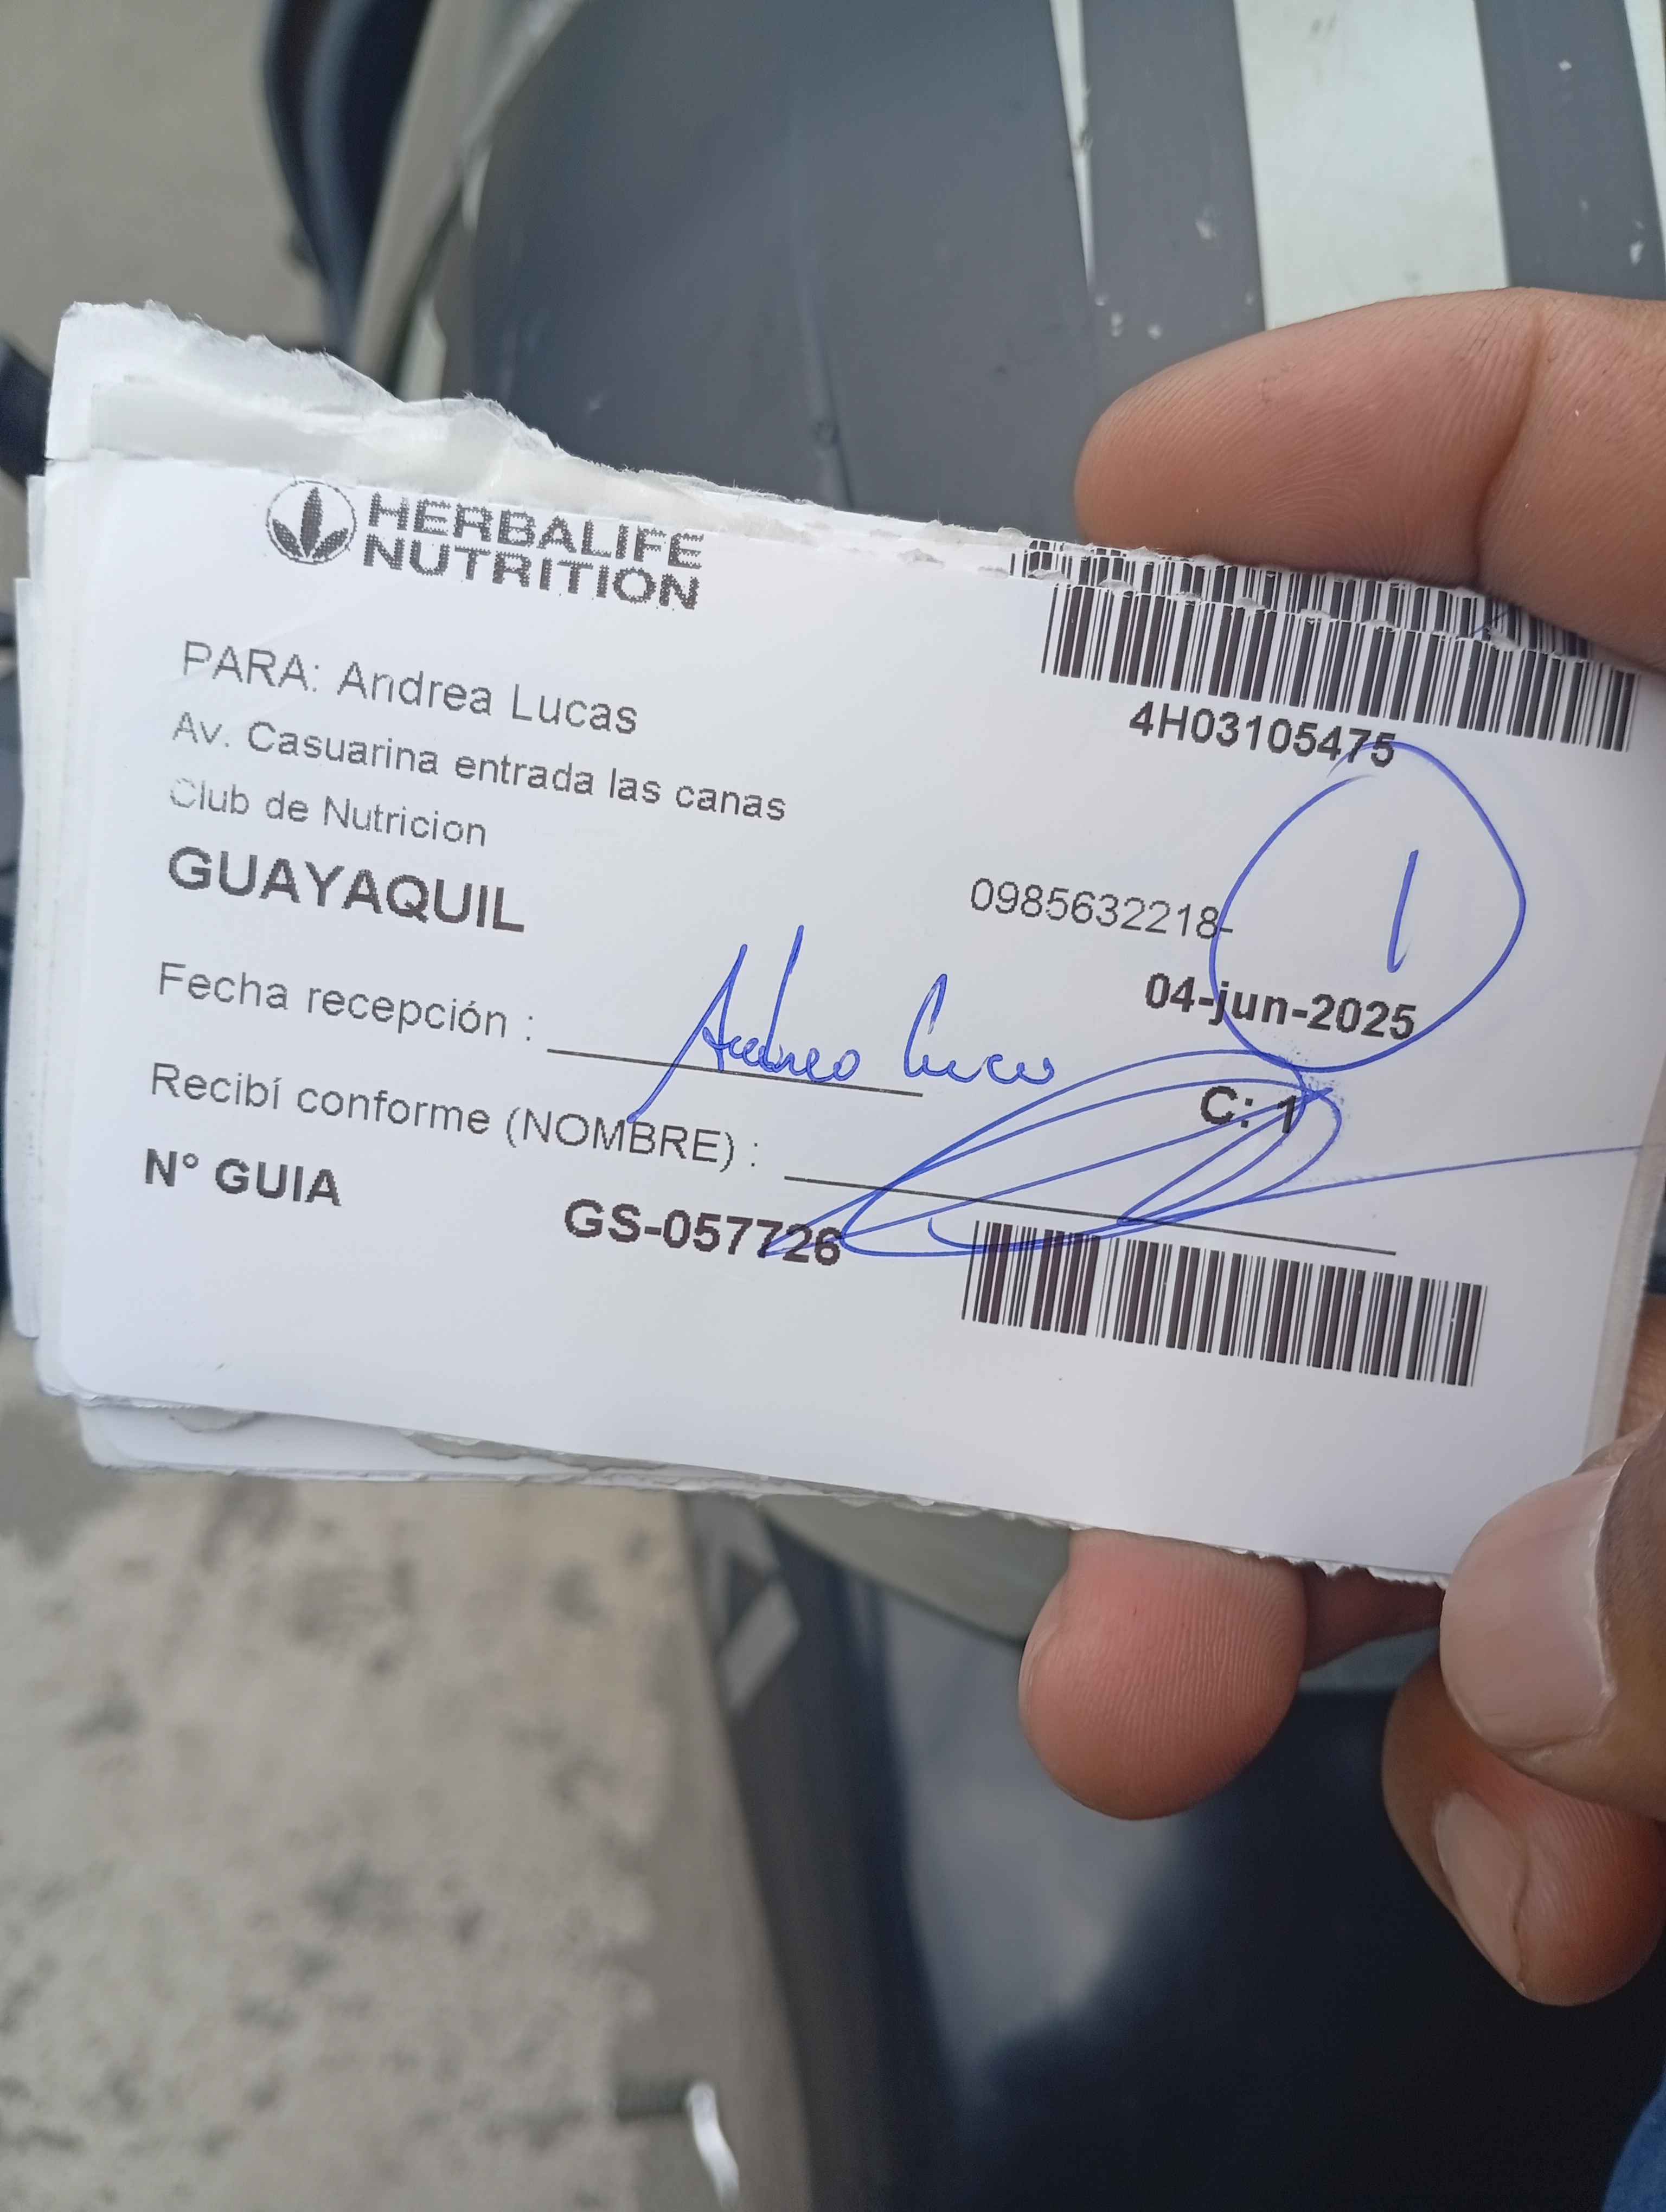 HERBALIFE
NUTRITION
4H03105475
PARA: Andrea Lucas
Av. Casuarina entrada las canas
Club de Nutricion
GUAYAQUIL
0985632218-
1
04-jun-2025
Fecha recepción : Andrea Lucas
C: 1
Recibí conforme (NOMBRE) :
N° GUIA GS-057726